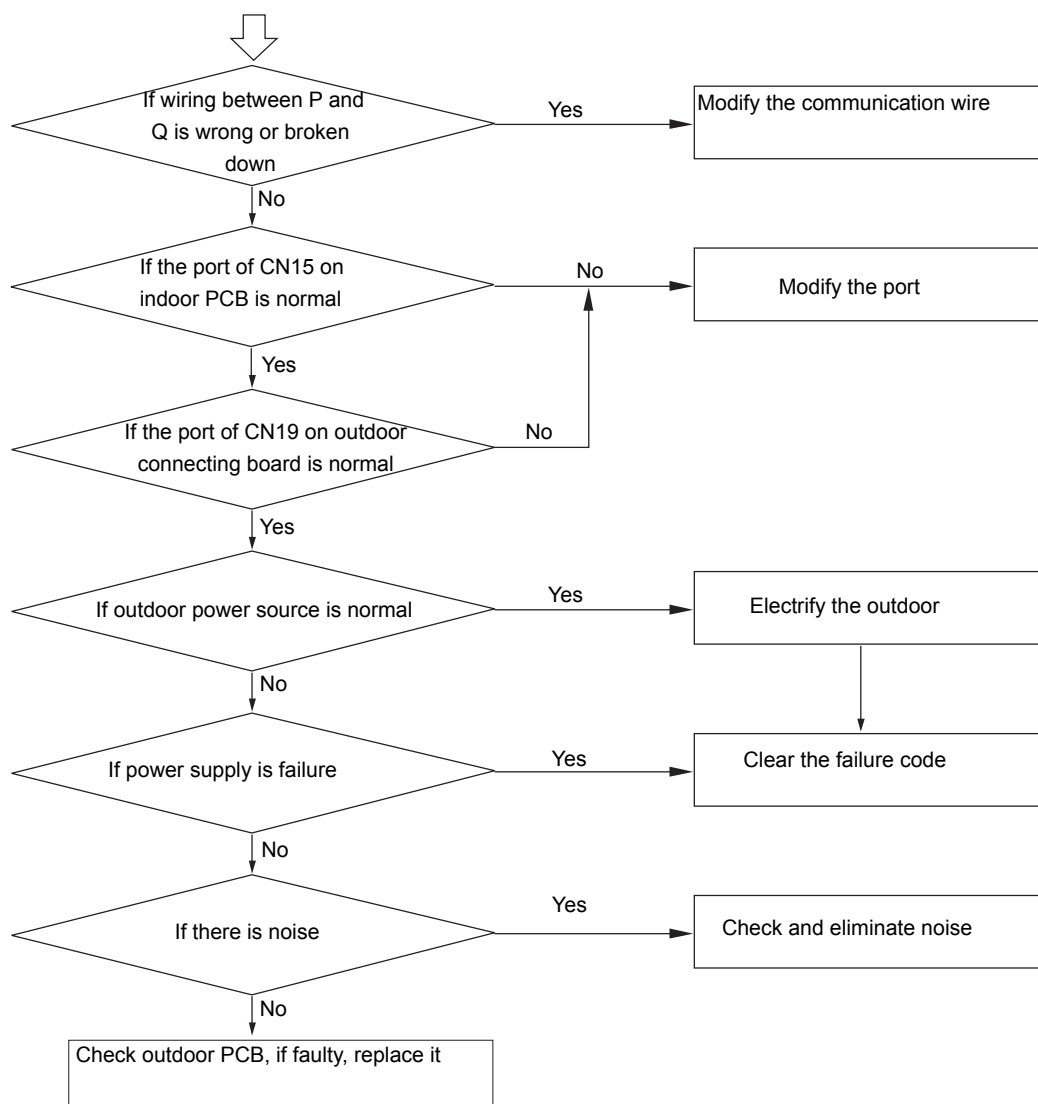 If wiring between P and
Q is wrong or broken
down
Yes
Modify the communication wire
No
If the port of CN15 on
indoor PCB is normal
No
Modify the port
Yes
If the port of CN19 on outdoor
connecting board is normal
No
Yes
If outdoor power source is normal
Yes
Electrify the outdoor
No
If power supply is failure
Yes
Clear the failure code
No
If there is noise
Yes
Check and eliminate noise
No
Check outdoor PCB, if faulty, replace it